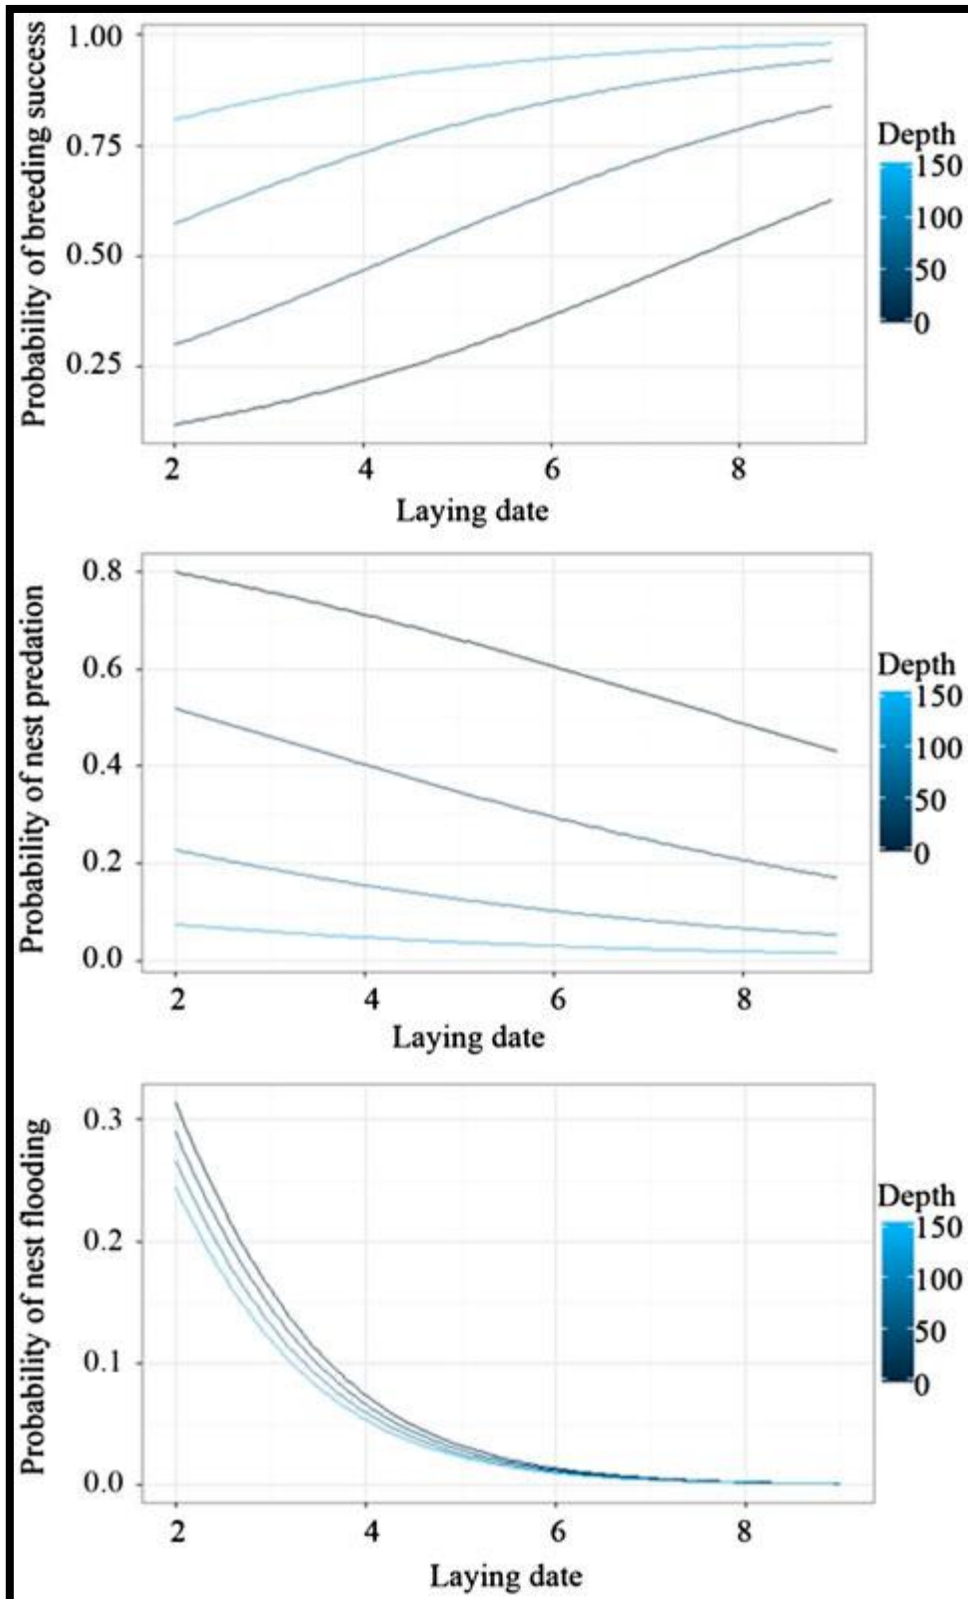 Probability of breeding success
1.00
0.75
0.50
0.25
2 4 6 8
Laying date
Depth
150
100
50
0
Probability of nest predation
0.8
0.6
0.4
0.2
0.0
2 4 6 8
Laying date
Depth
150
100
50
0
Probability of nest flooding
0.3
0.2
0.1
0.0
2 4 6 8
Laying date
Depth
150
100
50
0